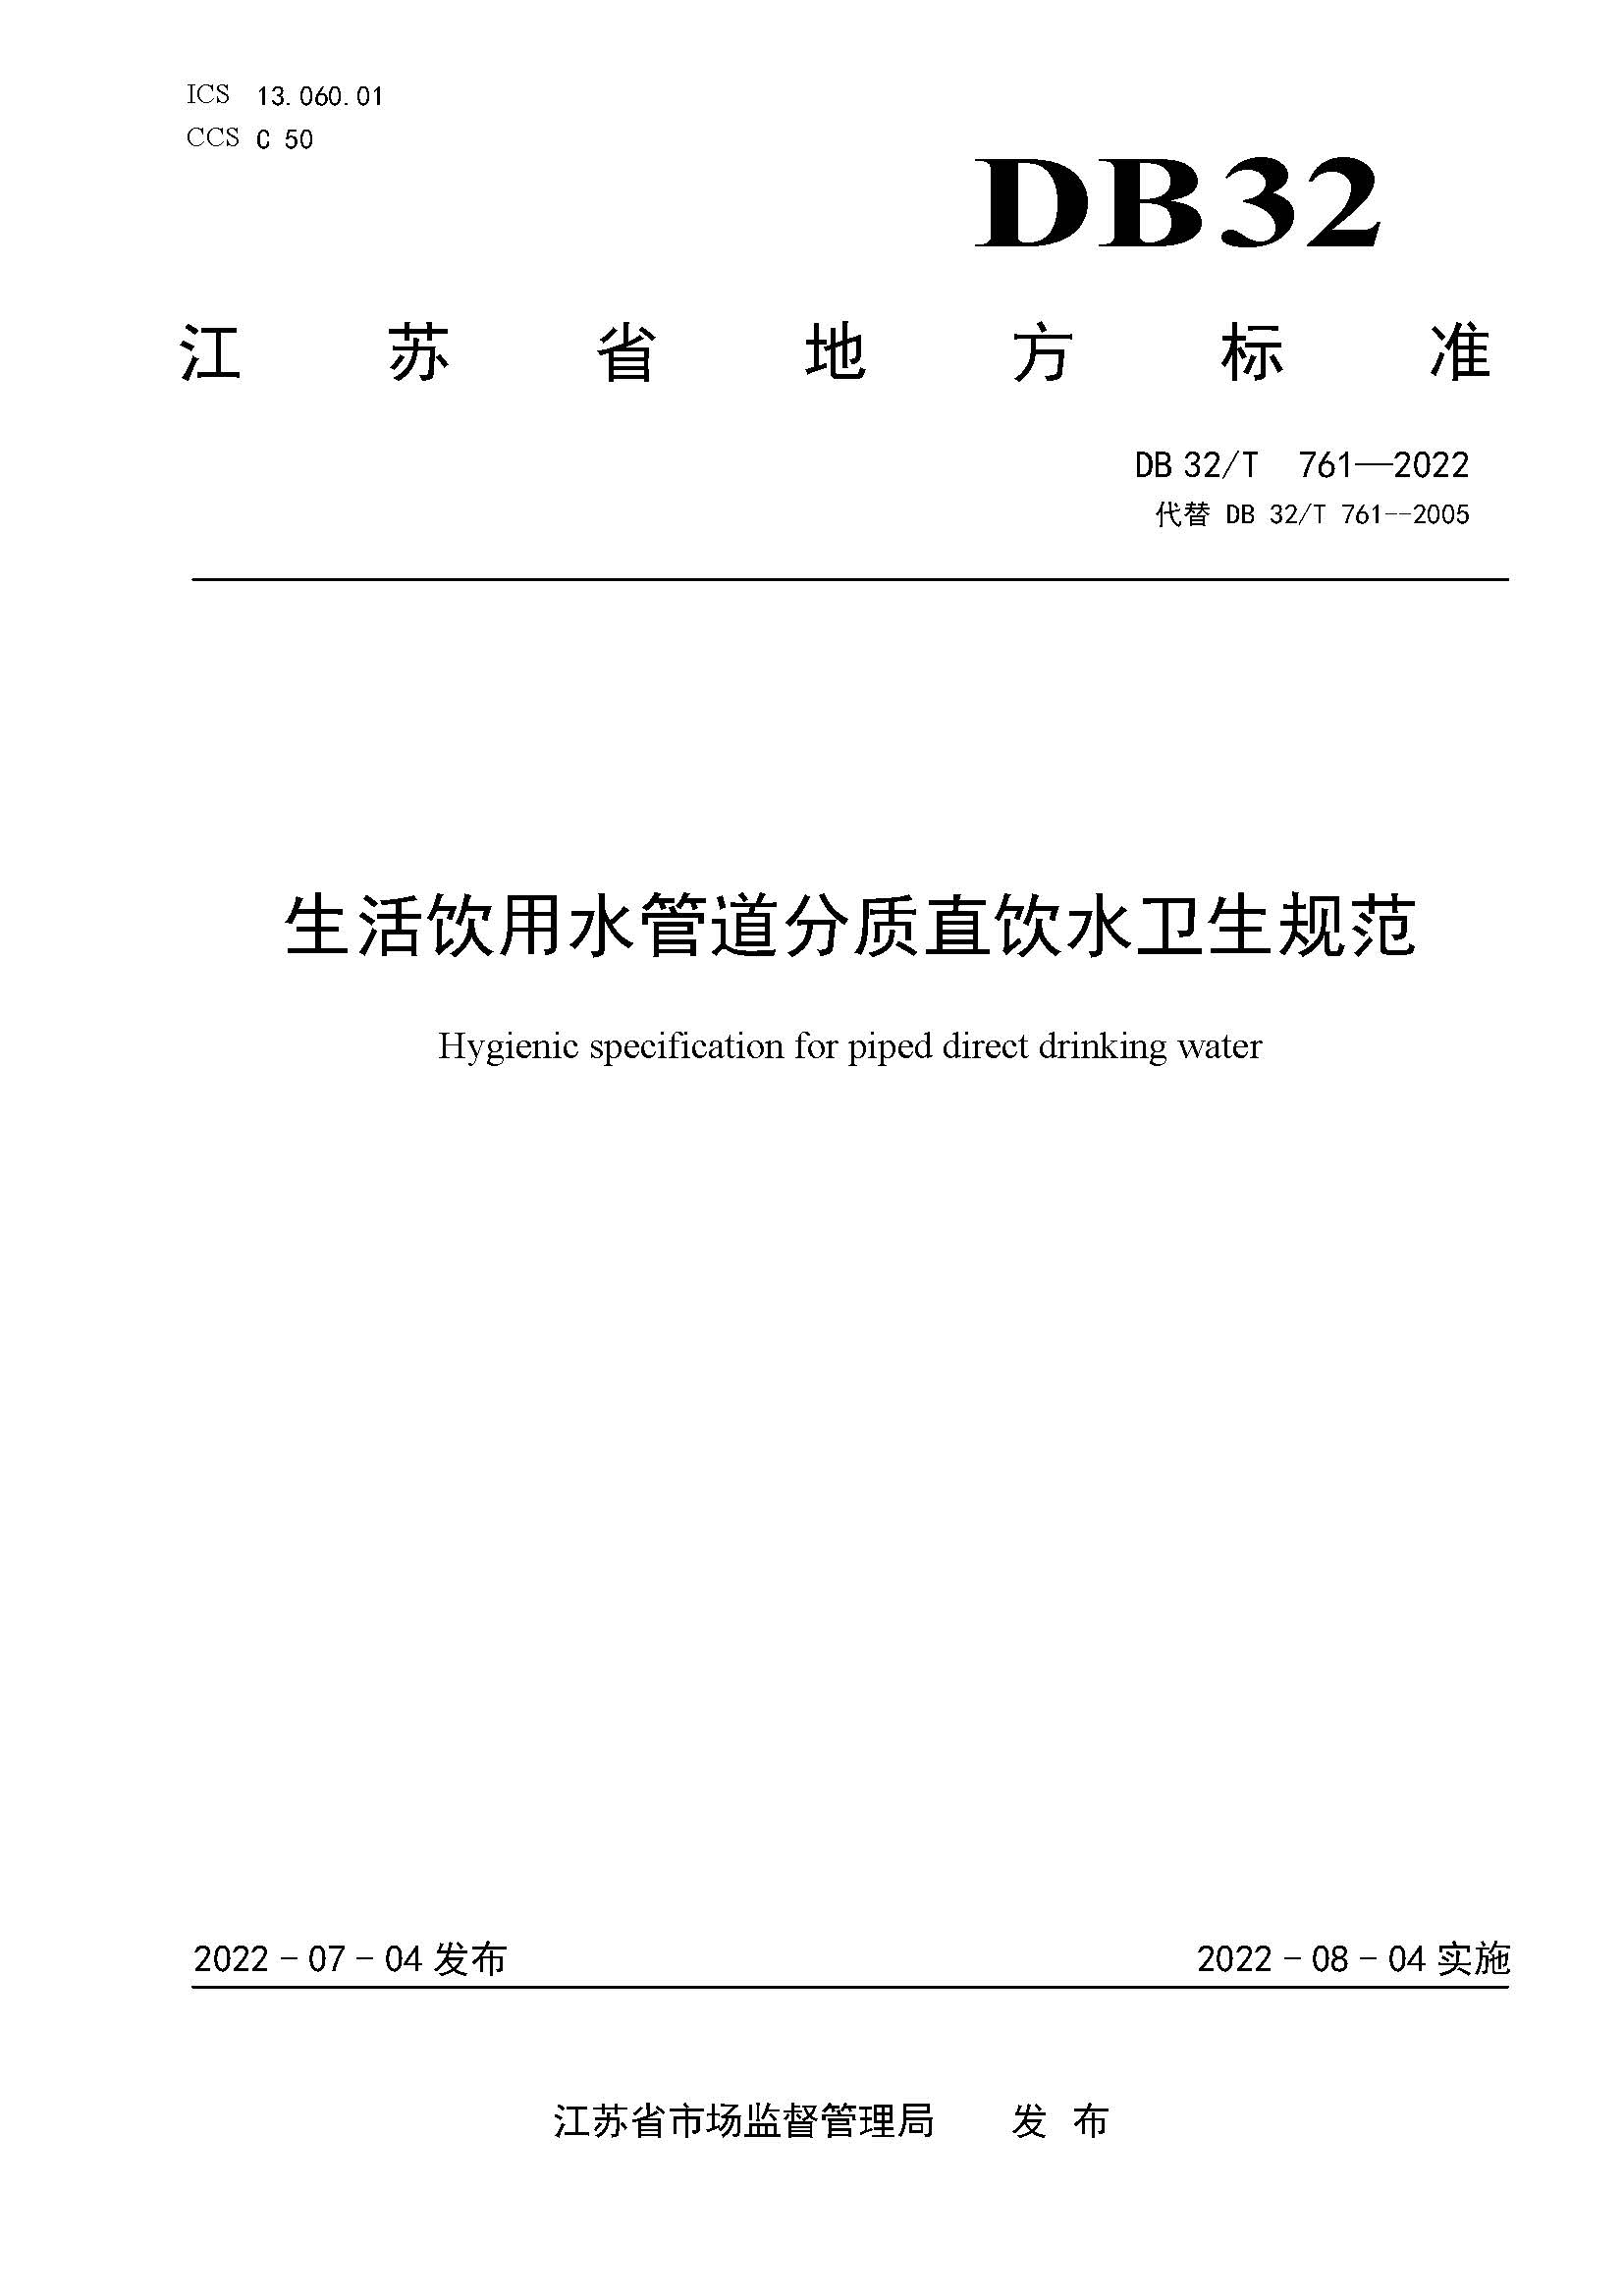 ICS 13.060.01
CCS C 50
DB32
江苏省地方标准
DB 32/T 761—2022
代替 DB 32/T 761--2005
生活饮用水管道分质直饮水卫生规范
Hygienic specification for piped direct drinking water
2022－07－04 发布 2022－08－04 实施
江苏省市场监督管理局 发 布